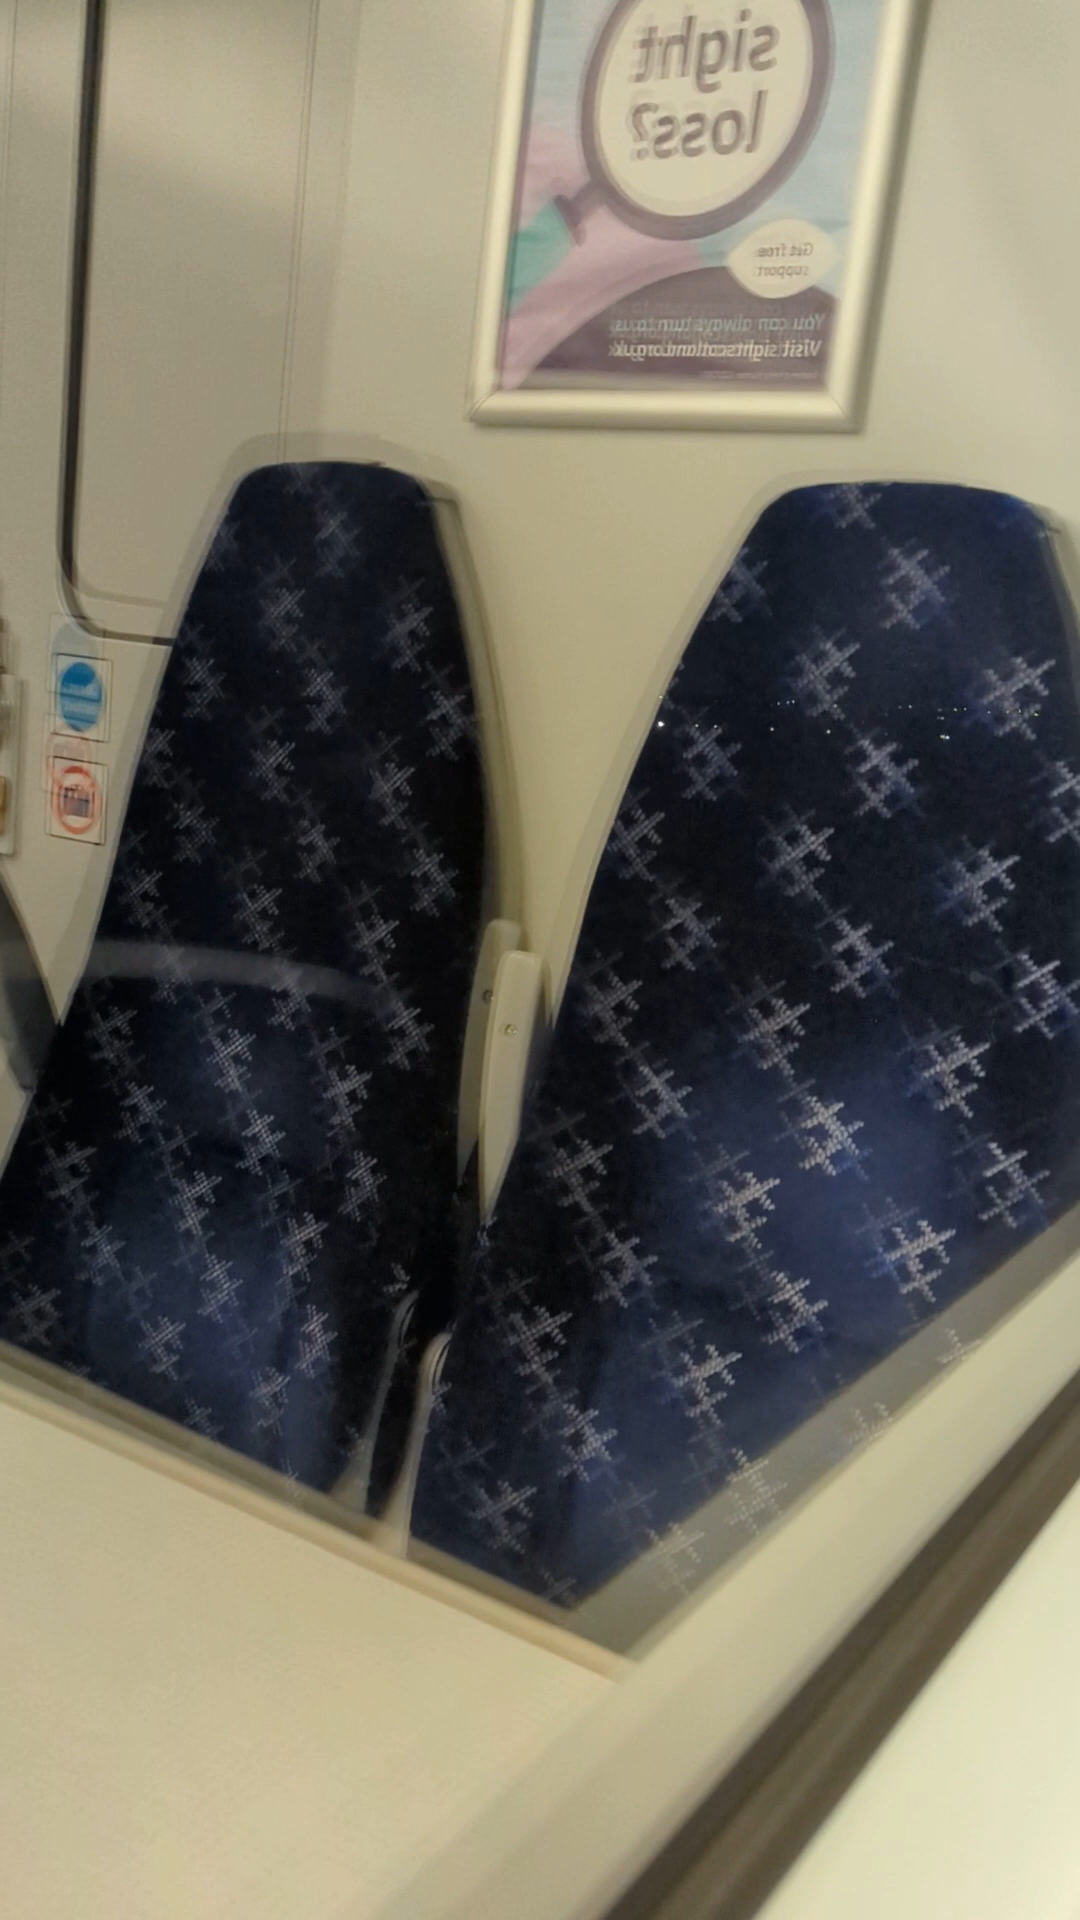 sight
loss?
Get free
support
You can always turn to us
Visit sightscotland.org.uk